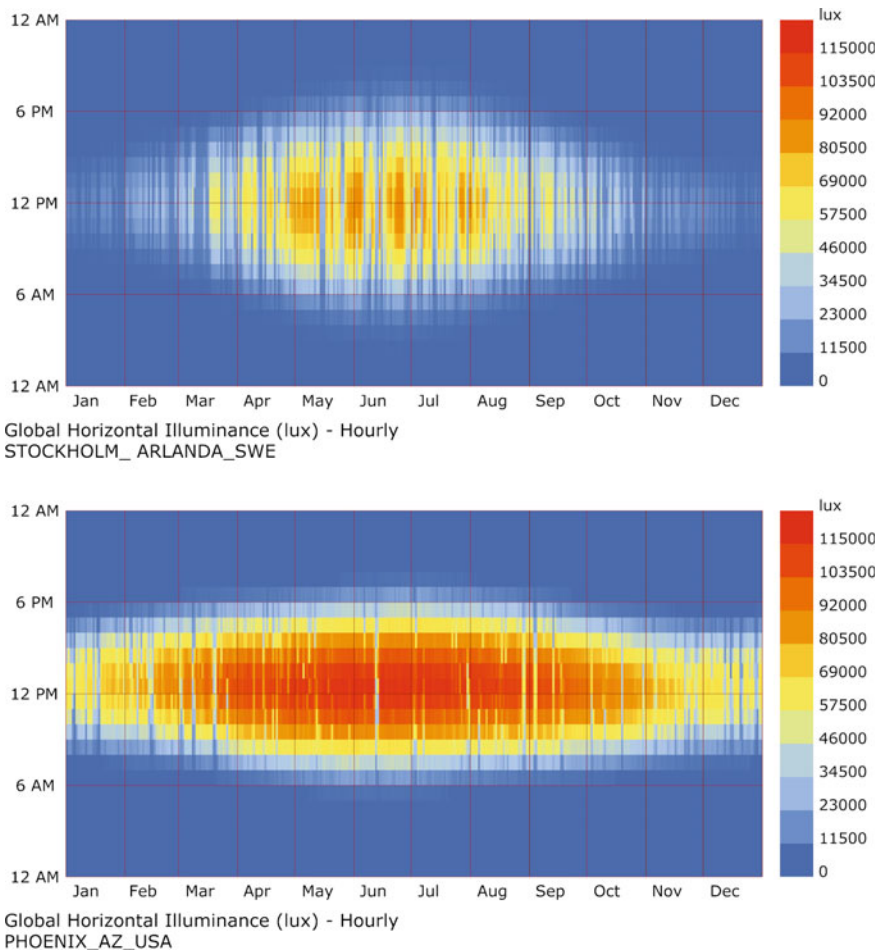 12 AM
6 PM
12 PM
6 AM
12 AM
Jan Feb Mar Apr May Jun Jul Aug Sep Oct Nov Dec
lux
115000
103500
92000
80500
69000
57500
46000
34500
23000
11500
0
Global Horizontal Illuminance (lux) - Hourly
STOCKHOLM_ ARLANDA_SWE
12 AM
6 PM
12 PM
6 AM
12 AM
Jan Feb Mar Apr May Jun Jul Aug Sep Oct Nov Dec
lux
115000
103500
92000
80500
69000
57500
46000
34500
23000
11500
0
Global Horizontal Illuminance (lux) - Hourly
PHOENIX_AZ_USA